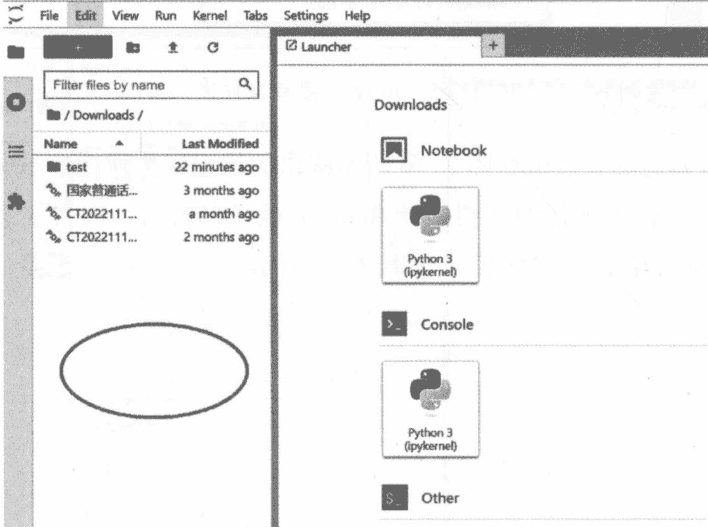 File Edit View Run Kernel Tabs Settings Help
+
Launcher
+
Filter files by name
/ Downloads /
Name Last Modified
test 22 minutes ago
国家普通话... 3 months ago
CT2022111... a month ago
CT2022111... 2 months ago
Downloads
Notebook
Python 3
(ipykernel)
Console
Python 3
(ipykernel)
Other